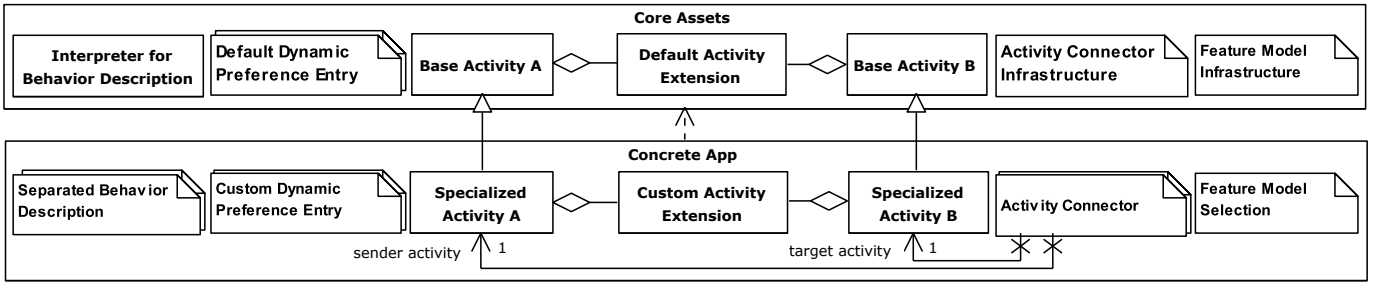 Core Assets
Interpreter for
Behavior Description
Default Dynamic
Preference Entry
Base Activity A
Default Activity
Extension
Base Activity B
Activity Connector
Infrastructure
Feature Model
Infrastructure
Concrete App
Separated Behavior
Description
Custom Dynamic
Preference Entry
Specialized
Activity A
Custom Activity
Extension
Specialized
Activity B
Activity Connector
Feature Model
Selection
sender activity
1
target activity
1